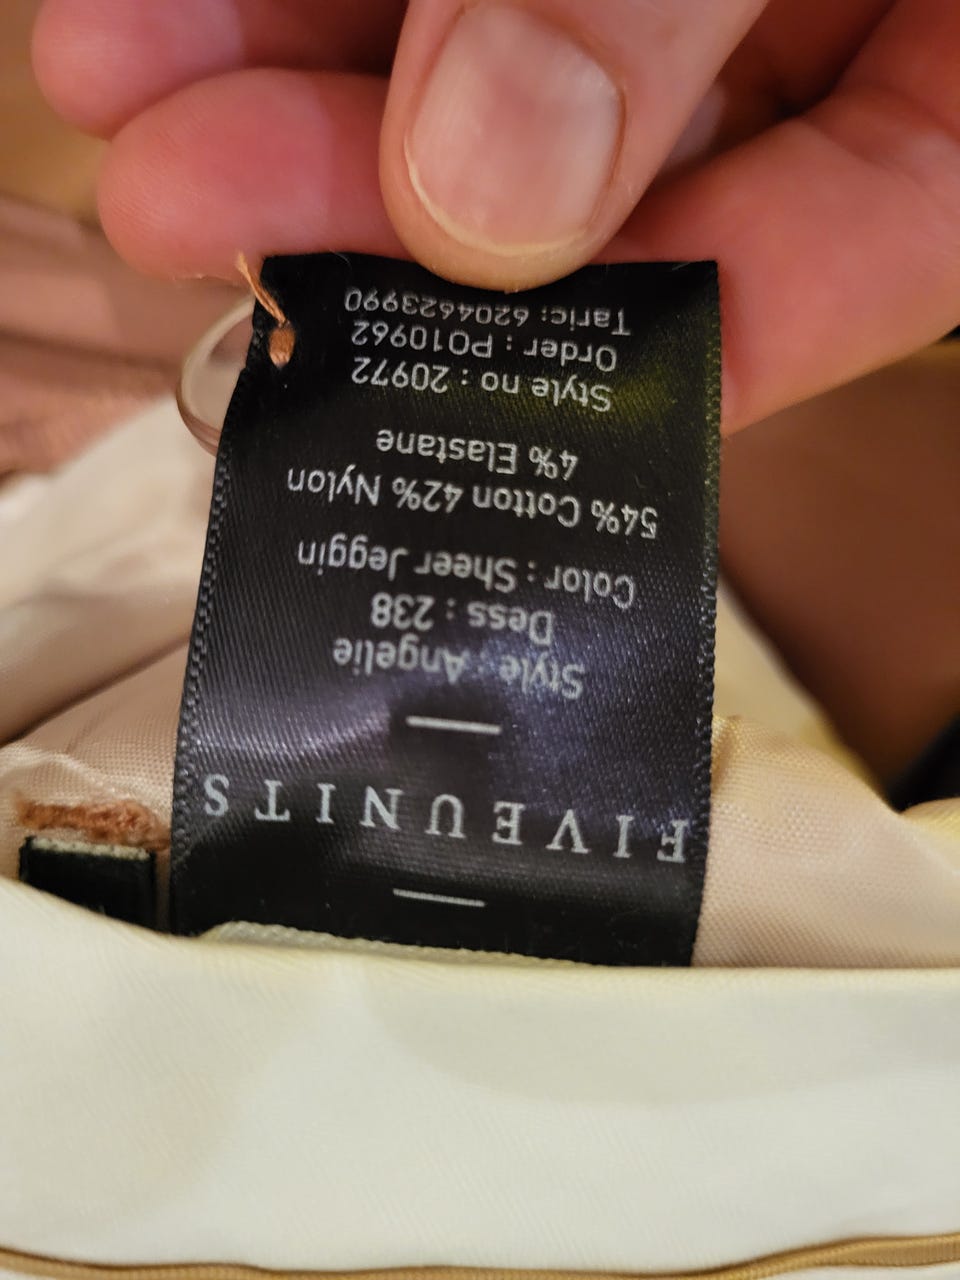 FIVEUNITS
Style : Angelie
Dess : 238
Color : Sheer Jeggin
54% Cotton 42% Nylon
4% Elastane
Style no : 20972
Order : PO10962
Taric: 6204623990